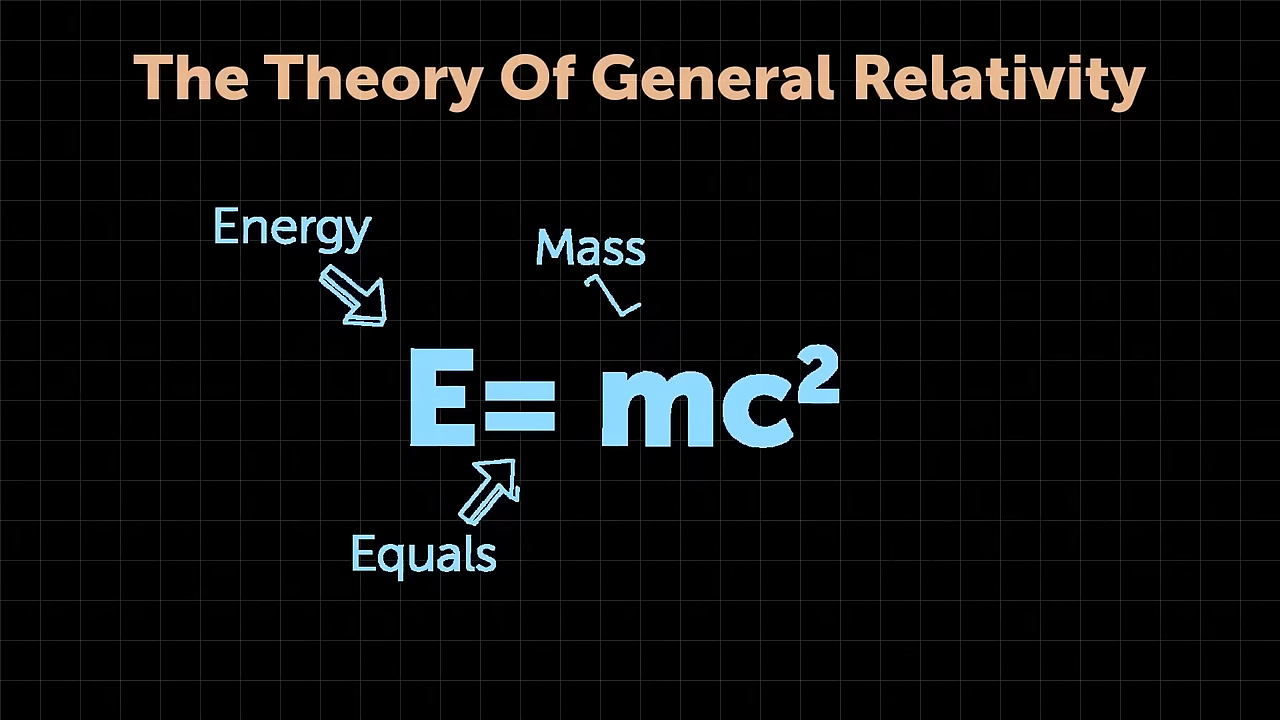 The Theory Of General Relativity
Energy
Mass
E= mc²
Equals